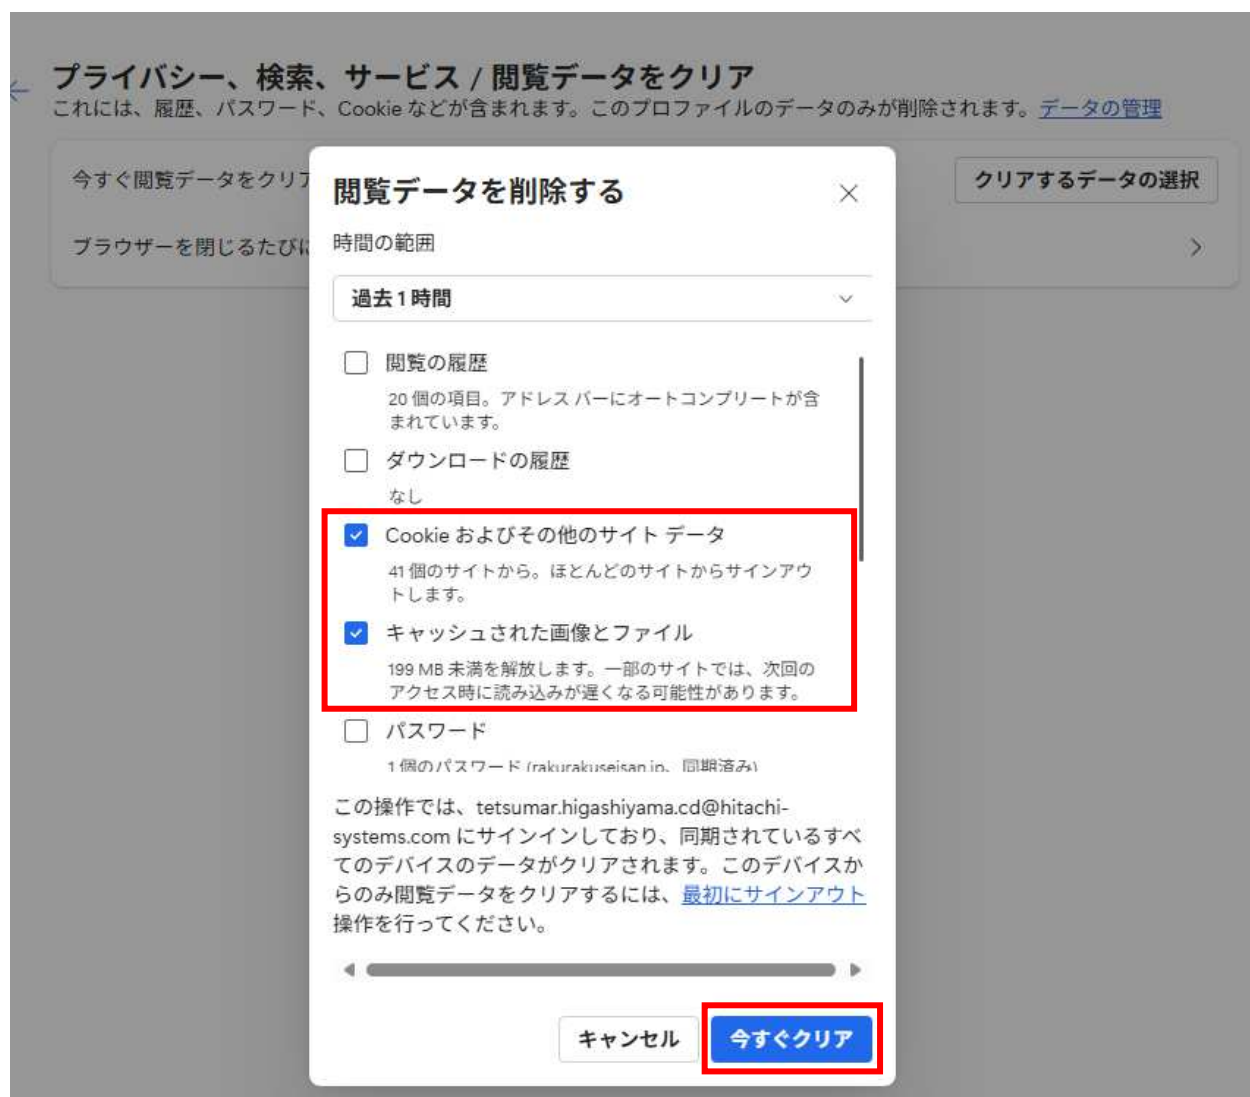 プライバシー、検索、サービス / 閲覧データをクリア
これには、履歴、パスワード、Cookie などが含まれます。このプロファイルのデータのみが削除されます。データの管理
今すぐ閲覧データをクリア
クリアするデータの選択
ブラウザーを閉じるたびに
閲覧データを削除する
時間の範囲
過去 1 時間
閲覧の履歴
20 個の項目。アドレス バーにオートコンプリートが含
まれています。
ダウンロードの履歴
なし
Cookie およびその他のサイト データ
41 個のサイトから。ほとんどのサイトからサインアウ
トします。
キャッシュされた画像とファイル
199 MB 未満を解放します。一部のサイトでは、次回の
アクセス時に読み込みが遅くなる可能性があります。
パスワード
1 個のパスワード (rakurakuseisan.jp、同期済み)
この操作では、tetsumar.higashiyama.cd@hitachi-
systems.com にサインインしており、同期されているすべ
てのデバイスのデータがクリアされます。このデバイスか
らのみ閲覧データをクリアするには、最初にサインアウト
操作を行ってください。
キャンセル
今すぐクリア